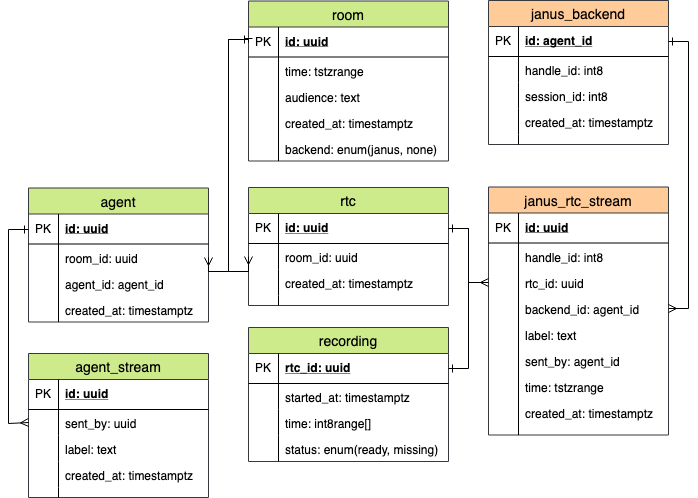 room
PK id: uuid
time: tstzrange
audience: text
created_at: timestamptz
backend: enum(janus, none)
janus_backend
PK id: agent_id
handle_id: int8
session_id: int8
created_at: timestamptz
agent
PK id: uuid
room_id: uuid
agent_id: agent_id
created_at: timestamptz
rtc
PK id: uuid
room_id: uuid
created_at: timestamptz
janus_rtc_stream
PK id: uuid
handle_id: int8
rtc_id: uuid
backend_id: agent_id
label: text
sent_by: agent_id
time: tstzrange
created_at: timestamptz
agent_stream
PK id: uuid
sent_by: uuid
label: text
created_at: timestamptz
recording
PK rtc_id: uuid
started_at: timestamptz
time: int8range[]
status: enum(ready, missing)